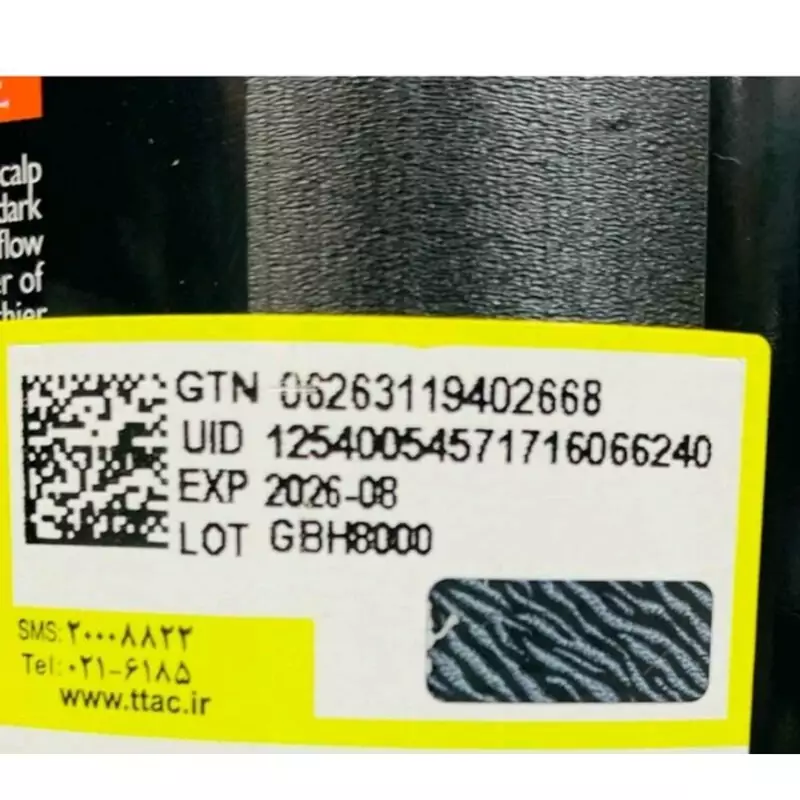 calp
dark
flow
r of
thier
GTN 06263119402668
UID 12540054571716066240
EXP 2026-08
LOT GBH8000
SMS: ۲۰۰۰۸۸۲۲
Tel: ۰۲۱-۶۱۸۵
www.ttac.ir